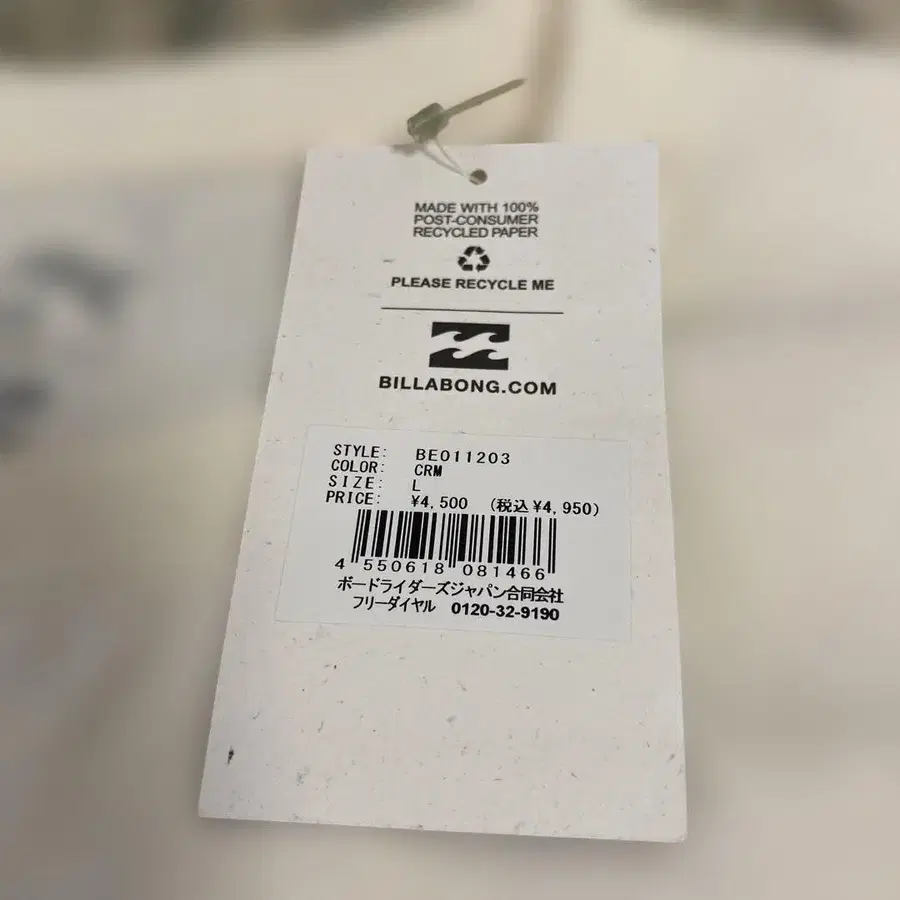 MADE WITH 100%
POST-CONSUMER
RECYCLED PAPER
PLEASE RECYCLE ME
BILLABONG.COM
STYLE: BE011203
COLOR: CRM
SIZE: L
PRICE: ¥4,500 (税込¥4,950)
4 550618 081466
ボードライダーズジャパン合同会社
フリーダイヤル 0120-32-9190